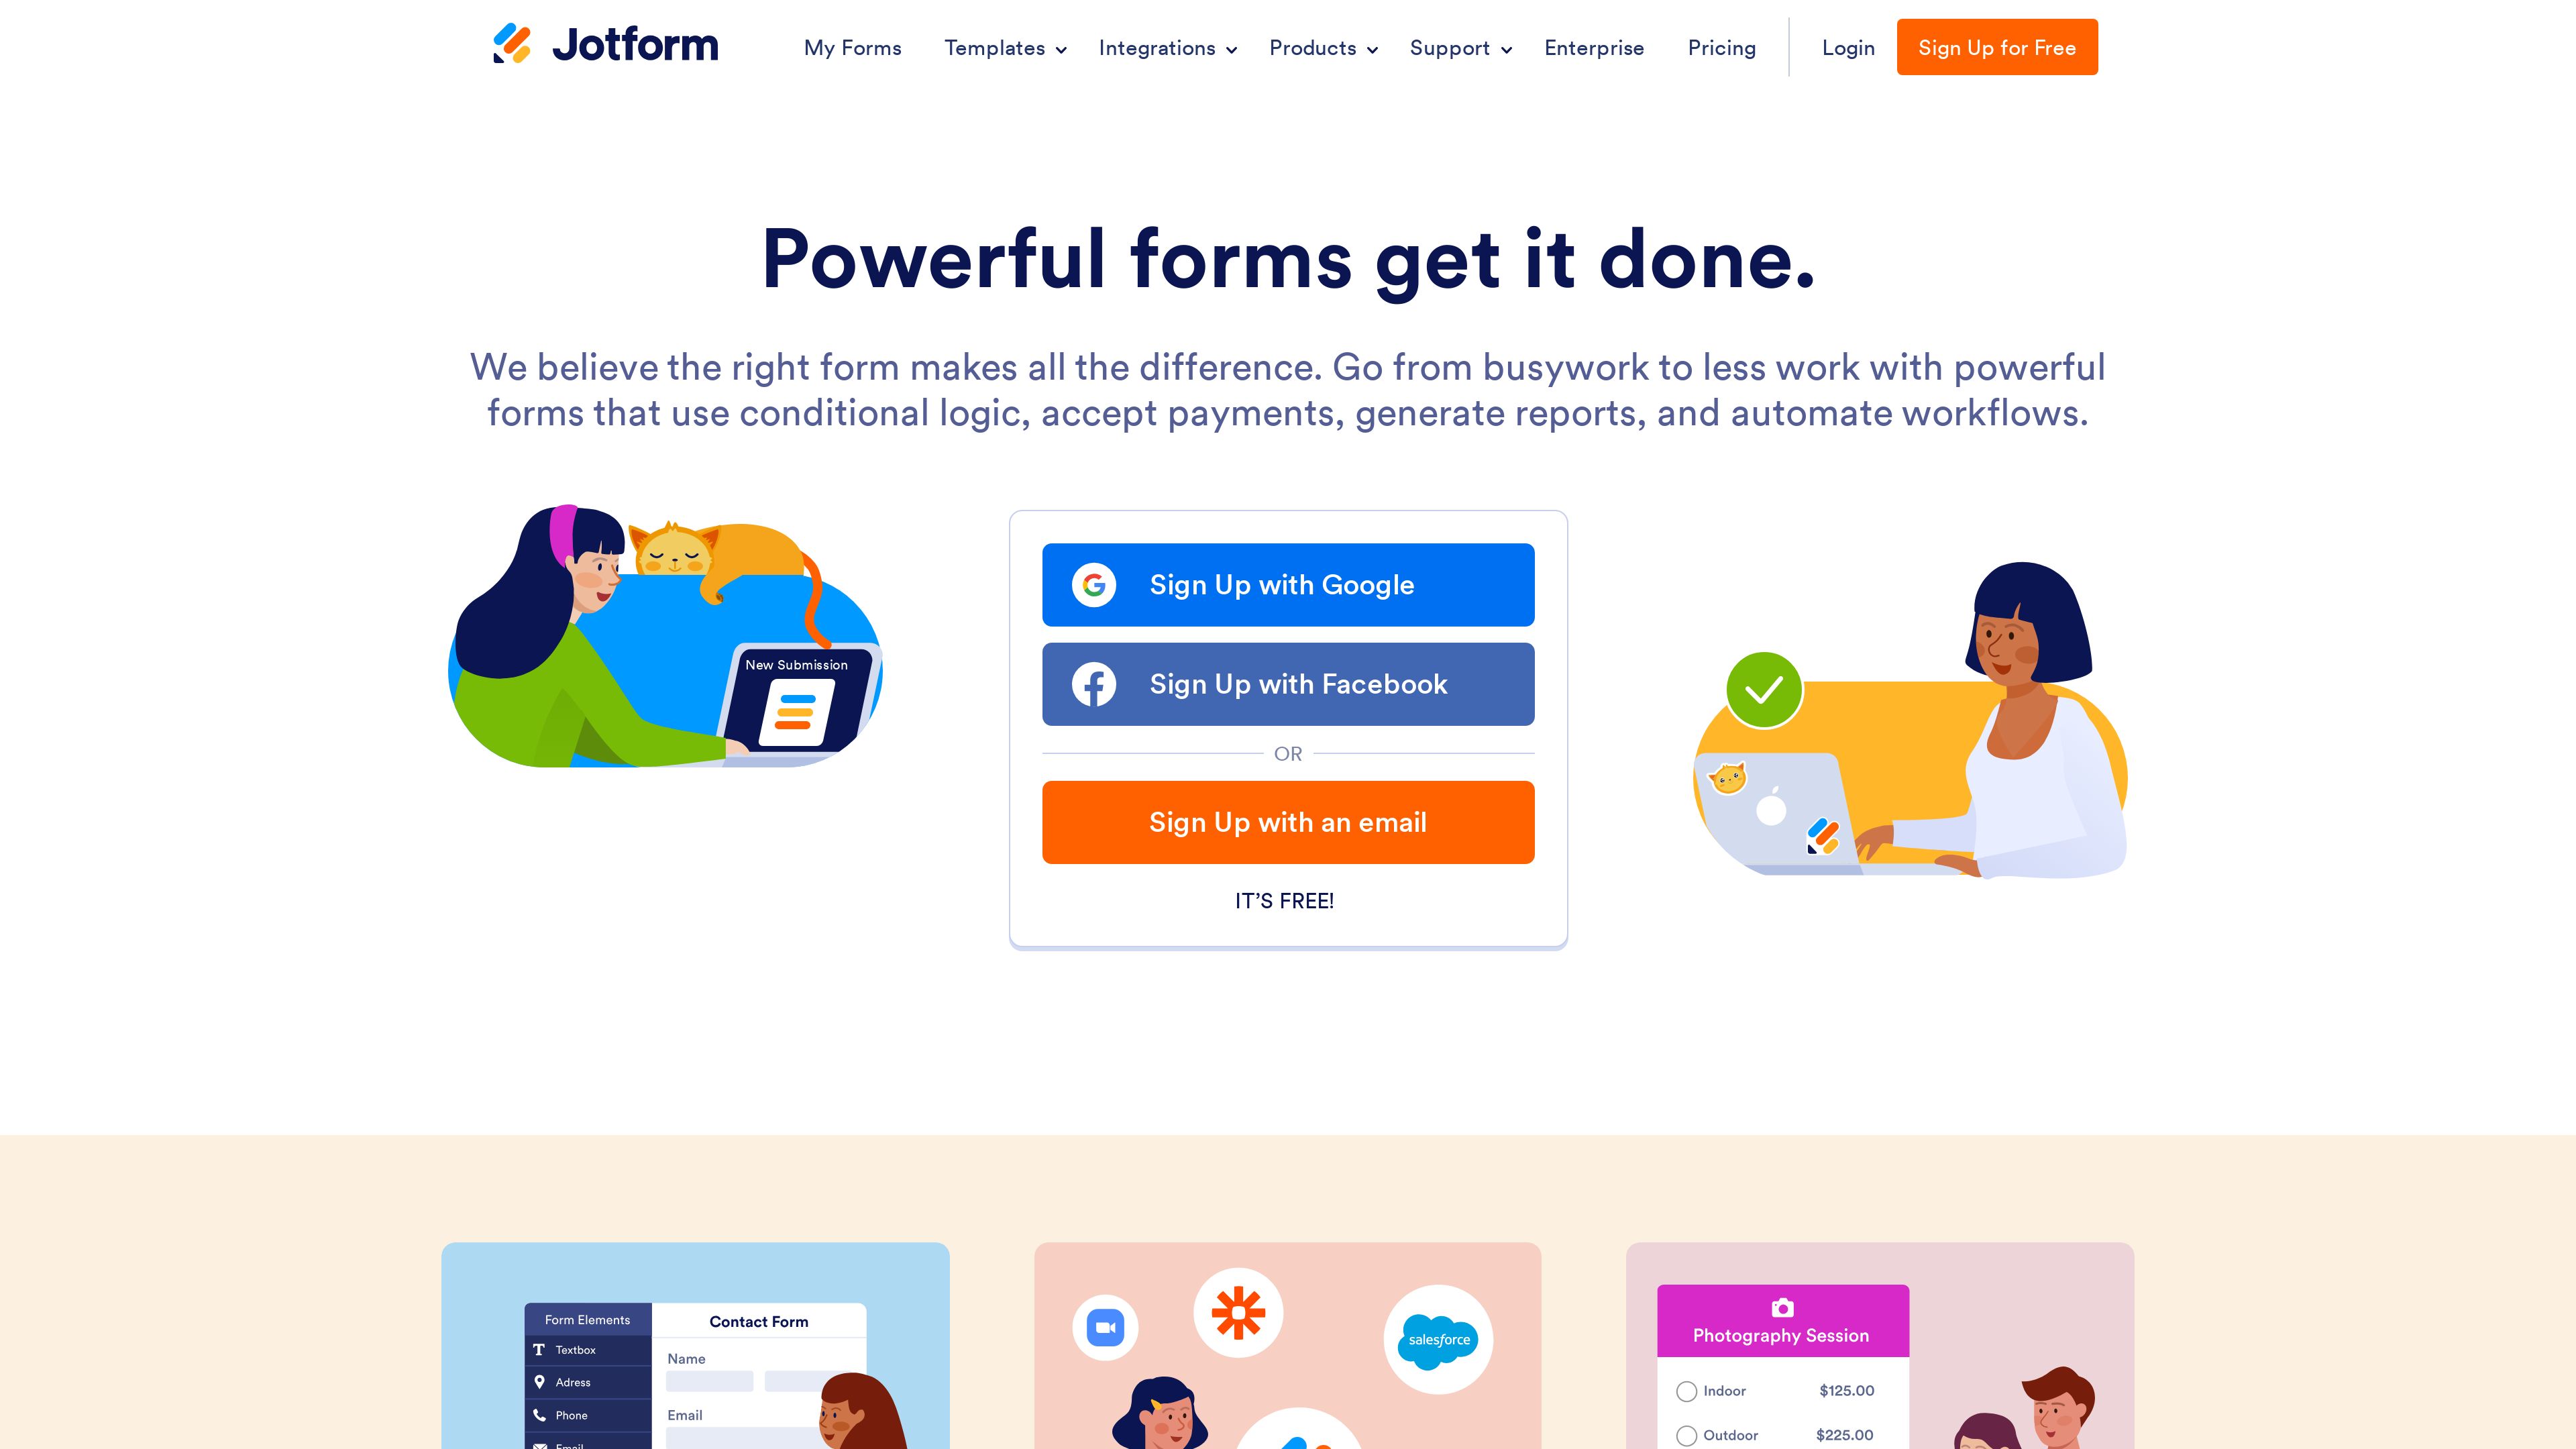 Jotform
My Forms
Templates
Integrations
Products
Support
Enterprise
Pricing
Login
Sign Up for Free
Powerful forms get it done.
We believe the right form makes all the difference. Go from busywork to less work with powerful
forms that use conditional logic, accept payments, generate reports, and automate workflows.
New Submission
Sign Up with Google
Sign Up with Facebook
OR
Sign Up with an email
IT’S FREE!
Form Elements
Textbox
Adress
Phone
Email
Contact Form
Name
Email
salesforce
Photography Session
Indoor $125.00
Outdoor $225.00